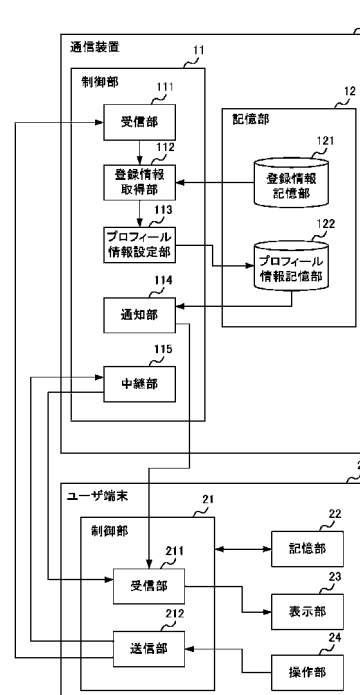 通信装置
11
制御部
111
受信部
112
登録情報
取得部
113
プロフィール
情報設定部
114
通知部
115
中継部
12
記憶部
121
登録情報
記憶部
122
プロフィール
情報記憶部
ユーザ端末
21
制御部
211
受信部
212
送信部
22
記憶部
23
表示部
24
操作部